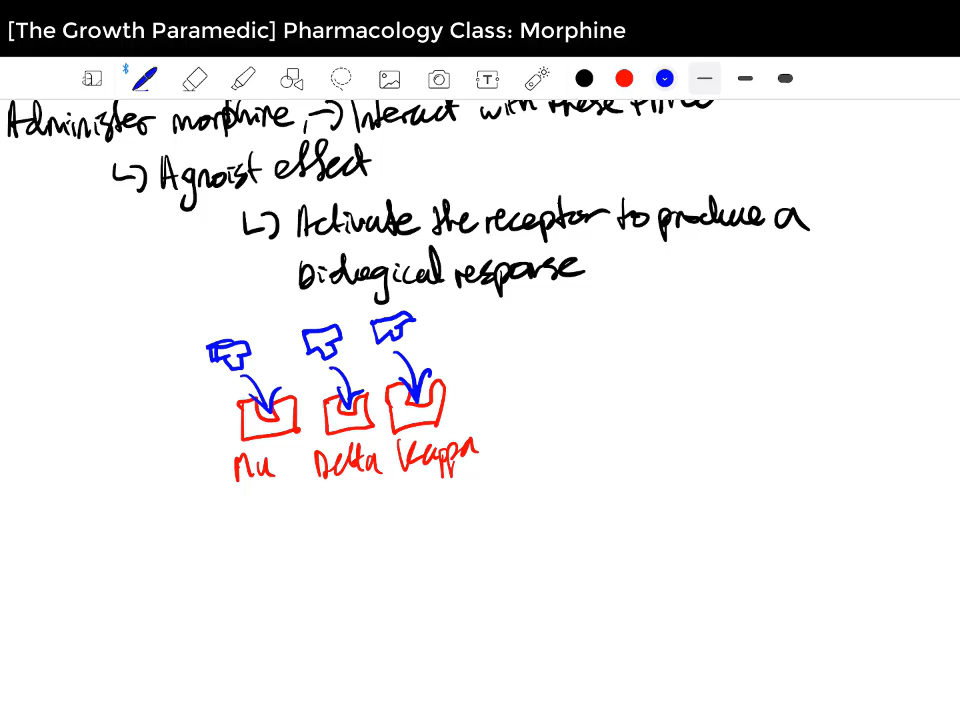 [The Growth Paramedic] Pharmacology Class: Morphine
Administer morphine, → Interact with these
↳ Agnoist effect
↳ Activate the receptor to produce a
biological response
Mu Delta Kappa